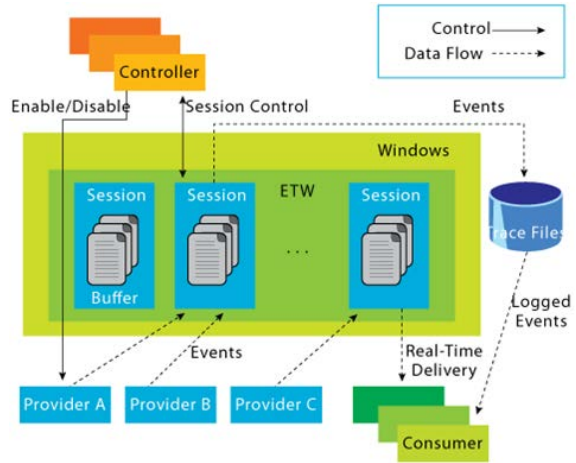 Control
Data Flow
Controller
Enable/Disable
Session Control
Events
Windows
ETW
Session
Session
Session
Buffer
...
Trace Files
Logged
Events
Events
Real-Time
Delivery
Provider A
Provider B
Provider C
Consumer